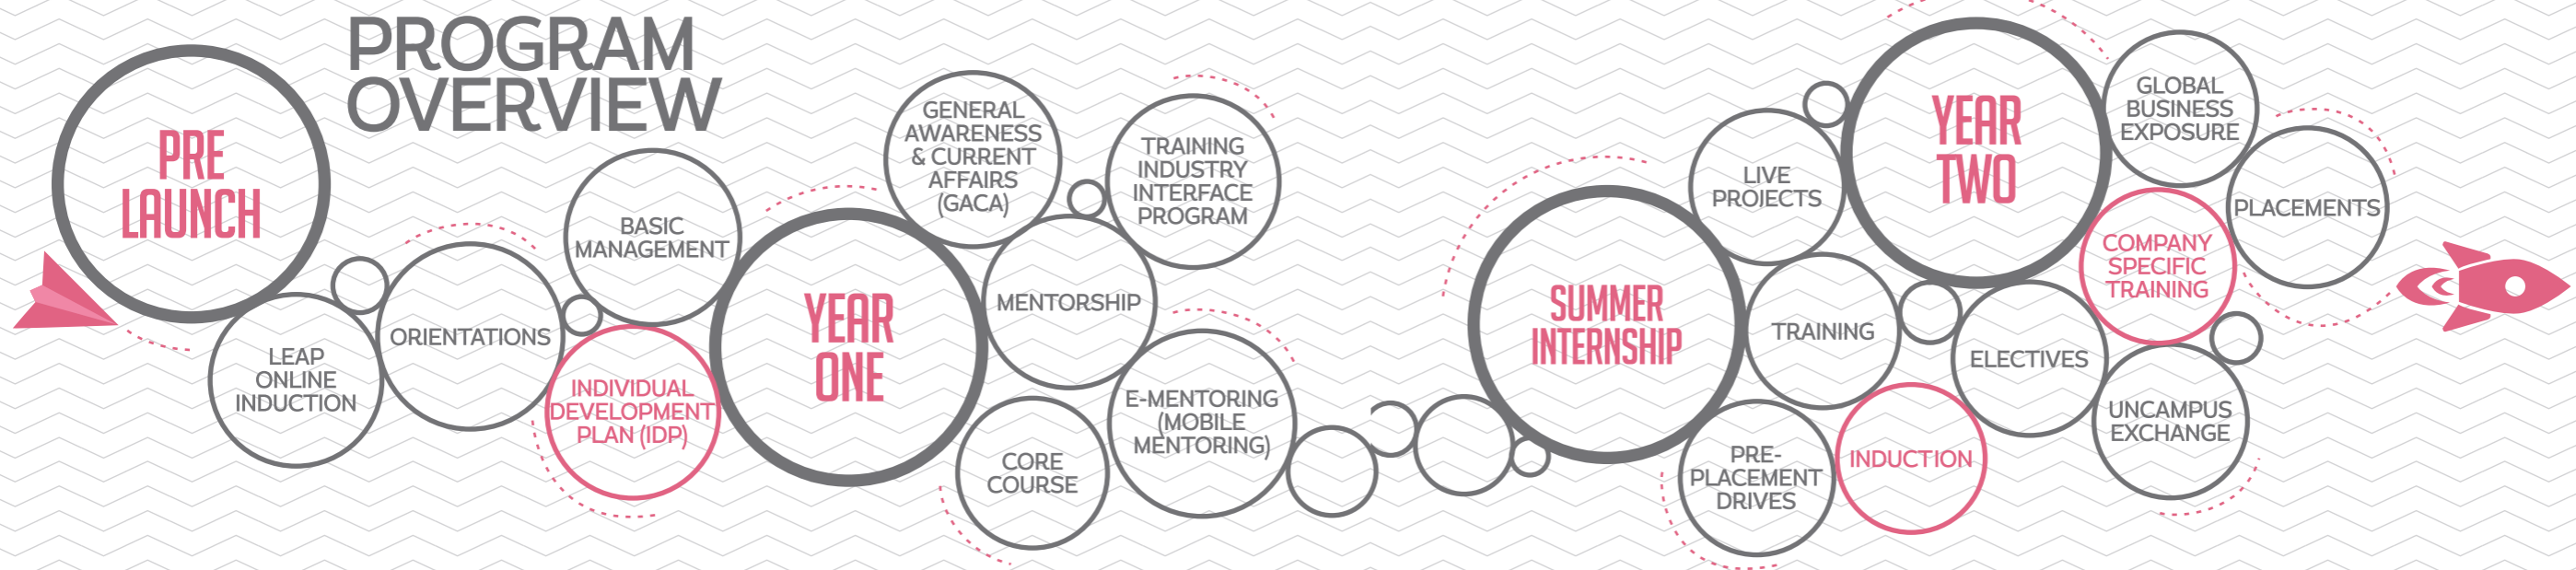 PROGRAM
OVERVIEW
PRE
LAUNCH
LEAP
ONLINE
INDUCTION
ORIENTATIONS
BASIC
MANAGEMENT
INDIVIDUAL
DEVELOPMENT
PLAN (IDP)
YEAR
ONE
GENERAL
AWARENESS
& CURRENT
AFFAIRS
(GACA)
TRAINING
INDUSTRY
INTERFACE
PROGRAM
MENTORSHIP
CORE
COURSE
E-MENTORING
(MOBILE
MENTORING)
SUMMER
INTERNSHIP
LIVE
PROJECTS
TRAINING
PRE-
PLACEMENT
DRIVES
INDUCTION
YEAR
TWO
ELECTIVES
GLOBAL
BUSINESS
EXPOSURE
COMPANY
SPECIFIC
TRAINING
UNCAMPUS
EXCHANGE
PLACEMENTS